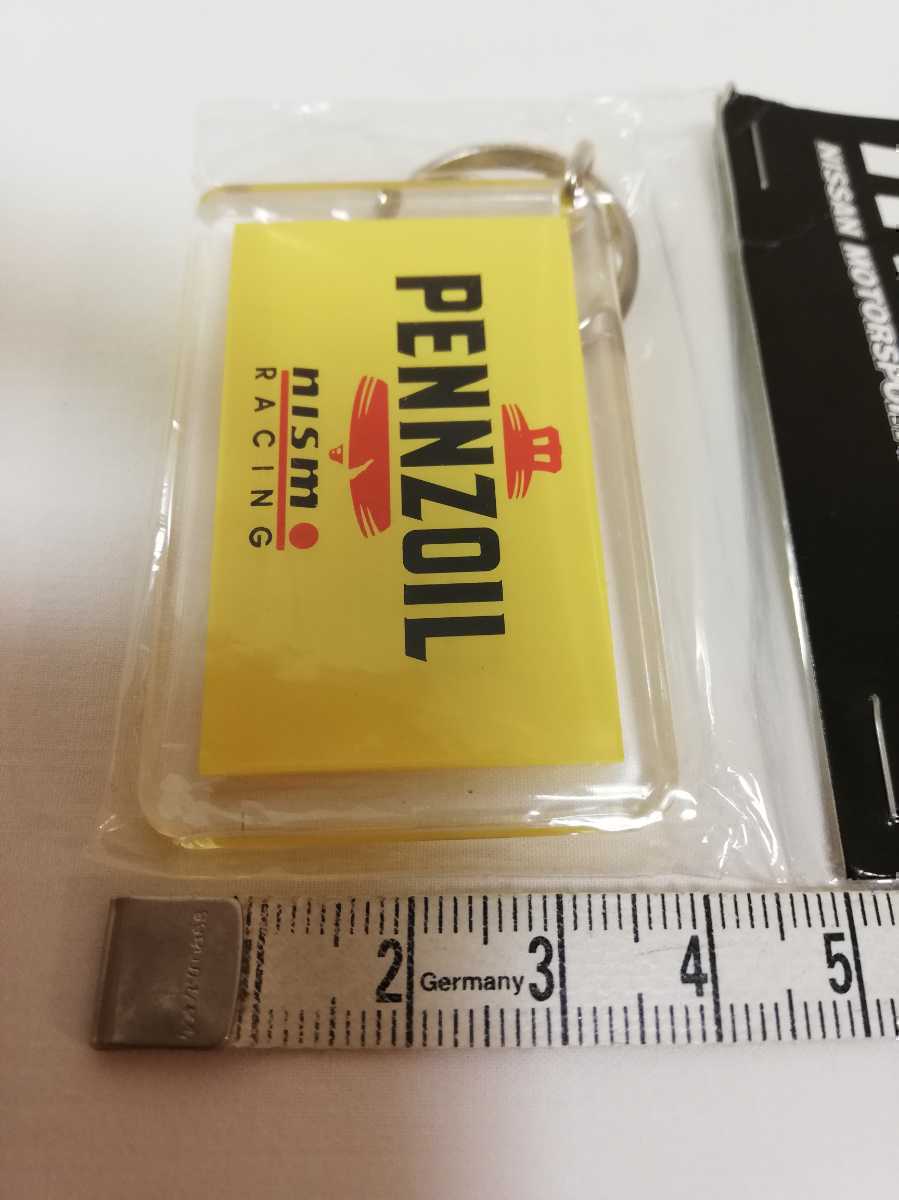 PENNZOIL
nismo
RACING
NISSAN MOTORSPO
2 3 4 5
Germany